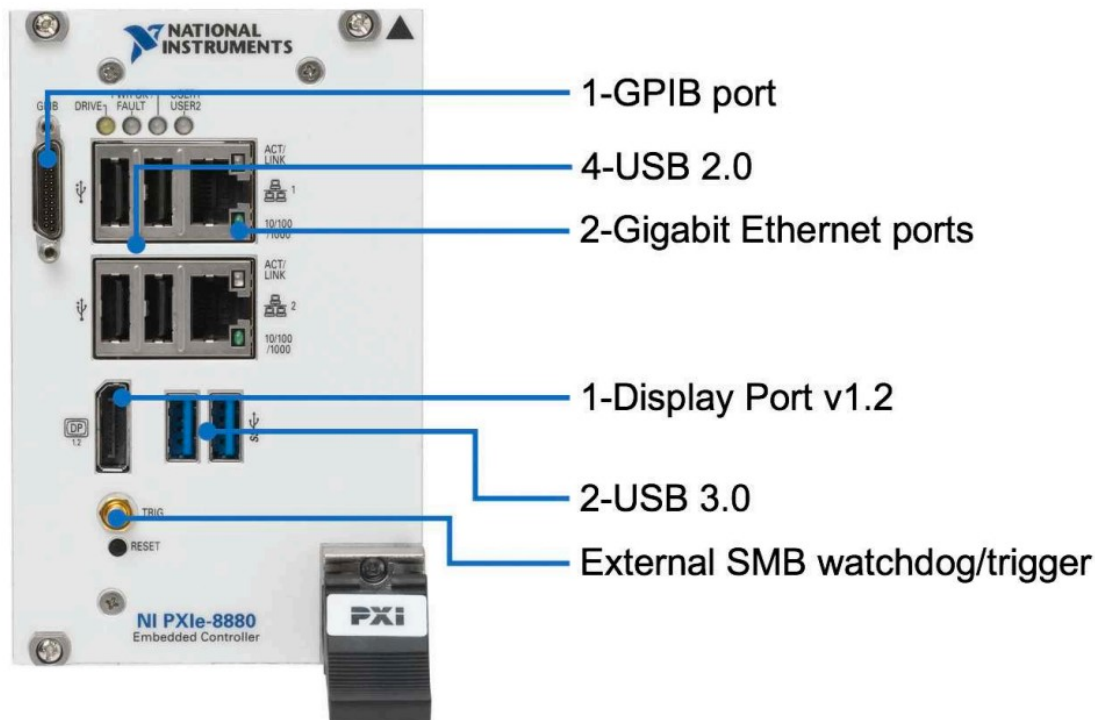 NATIONAL
INSTRUMENTS
GPIB
DRIVE
FAULT
USER2
ACT/
LINK
1
10/100
/1000
ACT/
LINK
2
10/100
/1000
DP
1.2
TRIG
RESET
NI PXIe-8880
Embedded Controller
PXI
1-GPIB port
4-USB 2.0
2-Gigabit Ethernet ports
1-Display Port v1.2
2-USB 3.0
External SMB watchdog/trigger